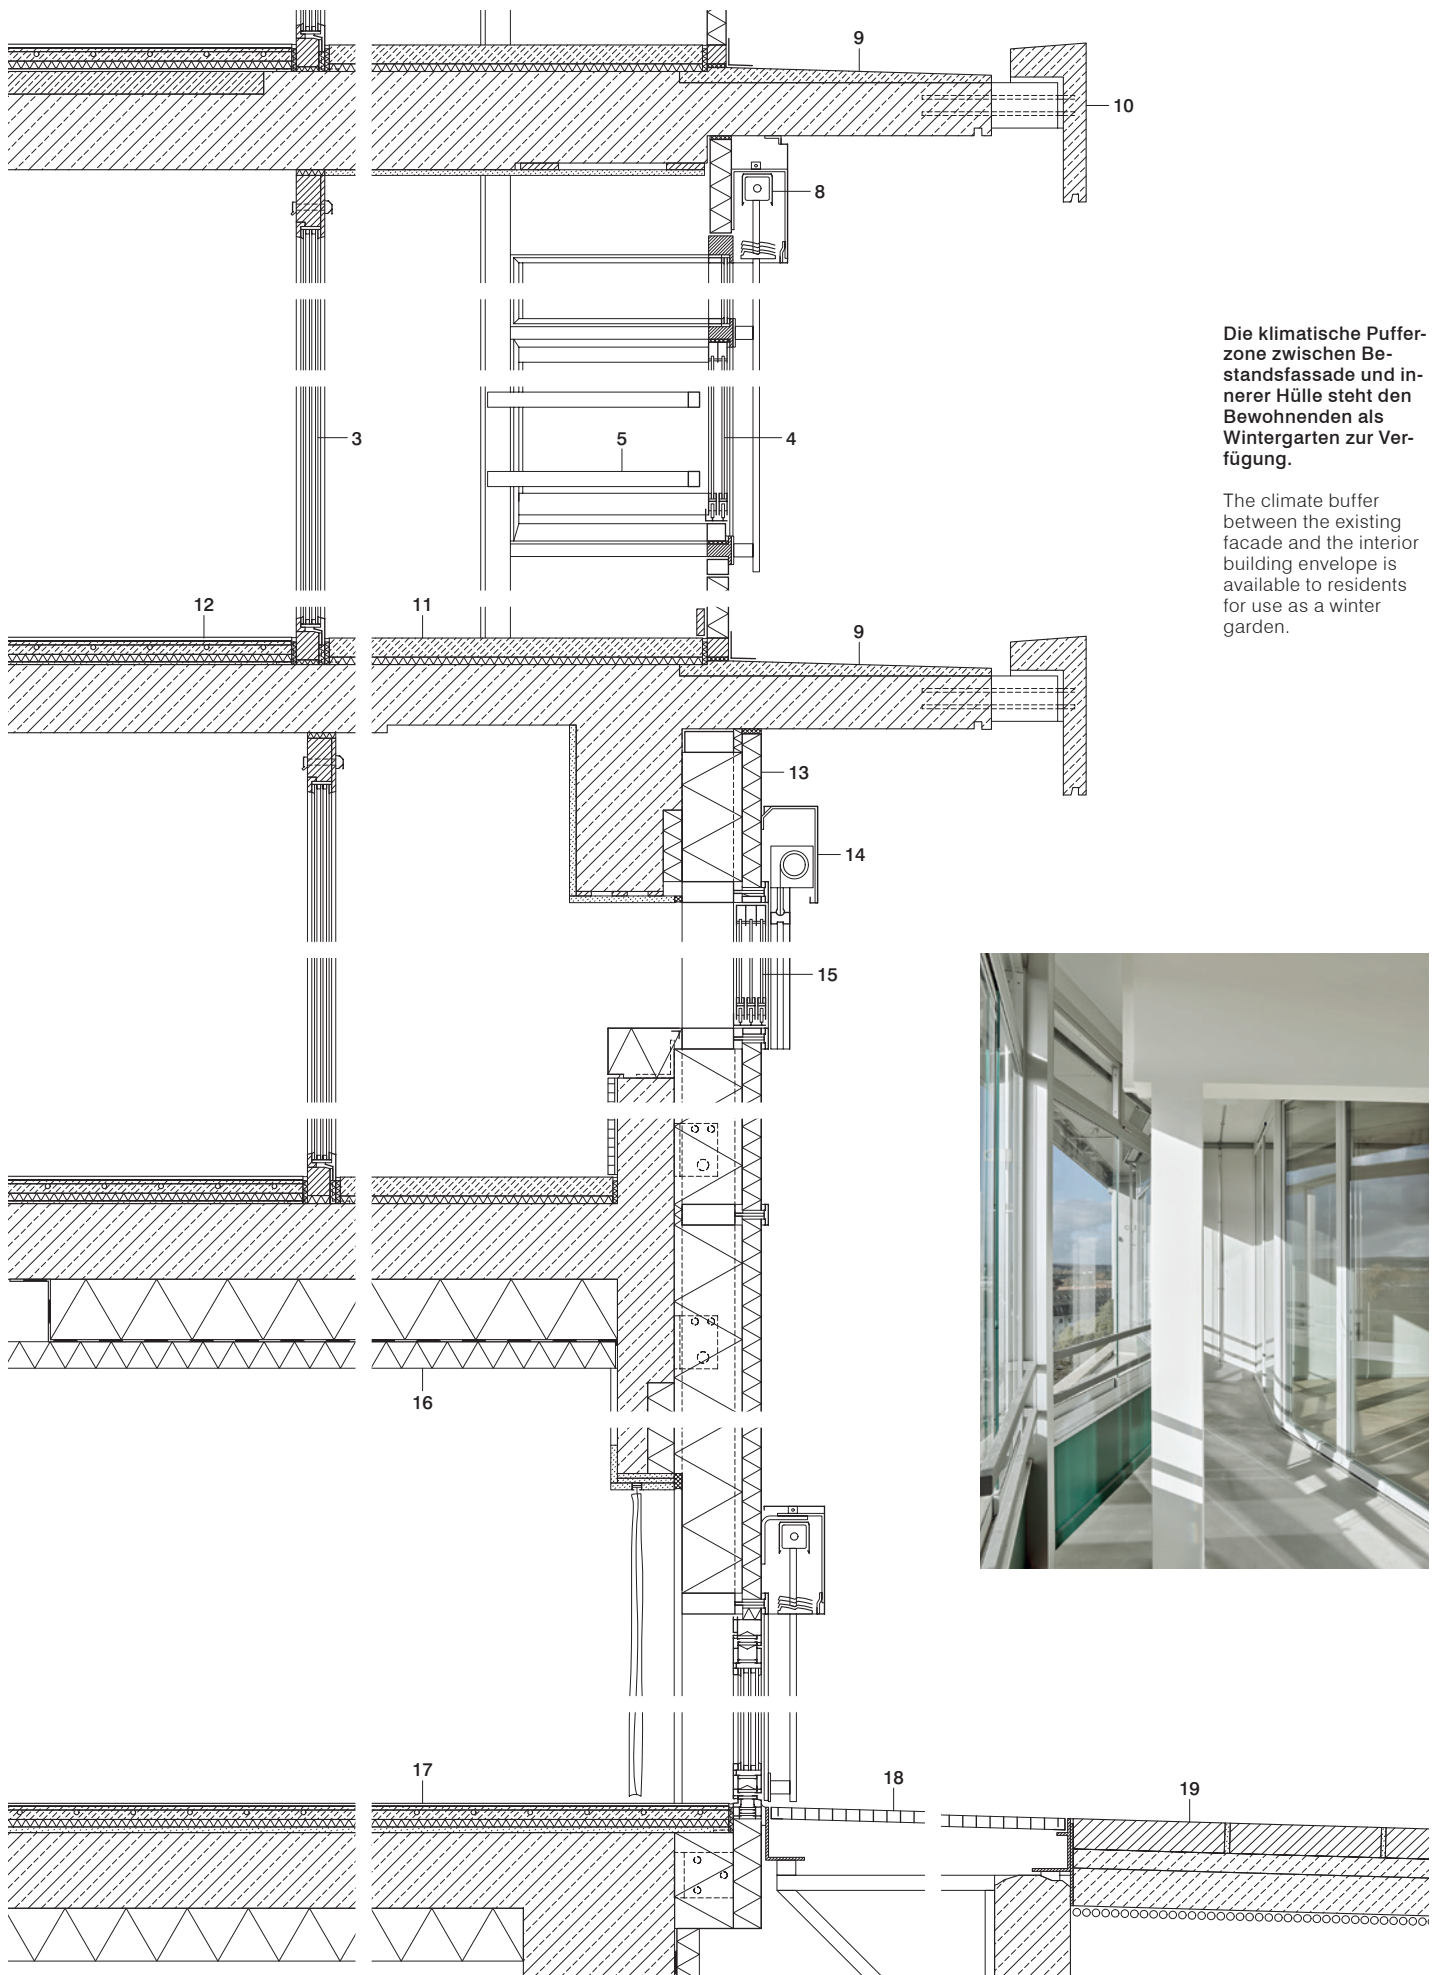 9
10
8
Die klimatische Puffer-
zone zwischen Be-
standsfassade und in-
nerer Hülle steht den
Bewohnenden als
Wintergarten zur Ver-
fügung.
The climate buffer
between the existing
facade and the interior
building envelope is
available to residents
for use as a winter
garden.
3
5
4
12
11
9
13
14
15
16
17
18
19